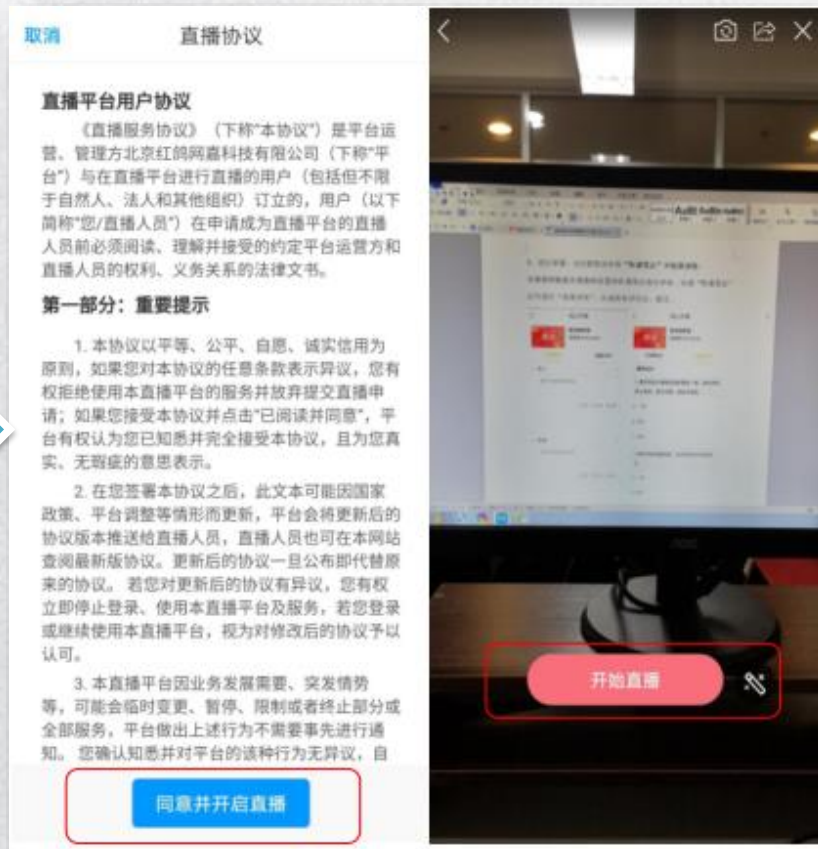 取消
直播协议
直播平台用户协议
《直播服务协议》（下称“本协议”）是平台运
营、管理方北京红鸽网嘉科技有限公司（下称“平
台”）与在直播平台进行直播的用户（包括但不限
于自然人、法人和其他组织）订立的，用户（以下
简称“您/直播人员”）在申请成为直播平台的直播
人员前必须阅读、理解并接受的约定平台运营方和
直播人员的权利、义务关系的法律文书。
第一部分：重要提示
1. 本协议以平等、公平、自愿、诚实信用为
原则，如果您对本协议的任意条款表示异议，您有
权拒绝使用本直播平台的服务并放弃提交直播申
请；如果您接受本协议并点击“已阅读并同意”，平
台有权认为您已知悉并完全接受本协议，且为您真
实、无瑕疵的意思表示。
2. 在您签署本协议之后，此文本可能因国家
政策、平台调整等情形而更新，平台会将更新后的
协议版本推送给直播人员，直播人员也可在本网站
查阅最新版协议。更新后的协议一旦公布即代替原
来的协议。 若您对更新后的协议有异议，您有权
立即停止登录、使用本直播平台及服务，若您登录
或继续使用本直播平台，视为对修改后的协议予以
认可。
3. 本直播平台因业务发展需要、突发情势
等，可能会临时变更、暂停、限制或者终止部分或
全部服务，平台做出上述行为不需要事先进行通
知。 您确认知悉并对平台的该种行为无异议，自
同意并开启直播
AOC
开始直播